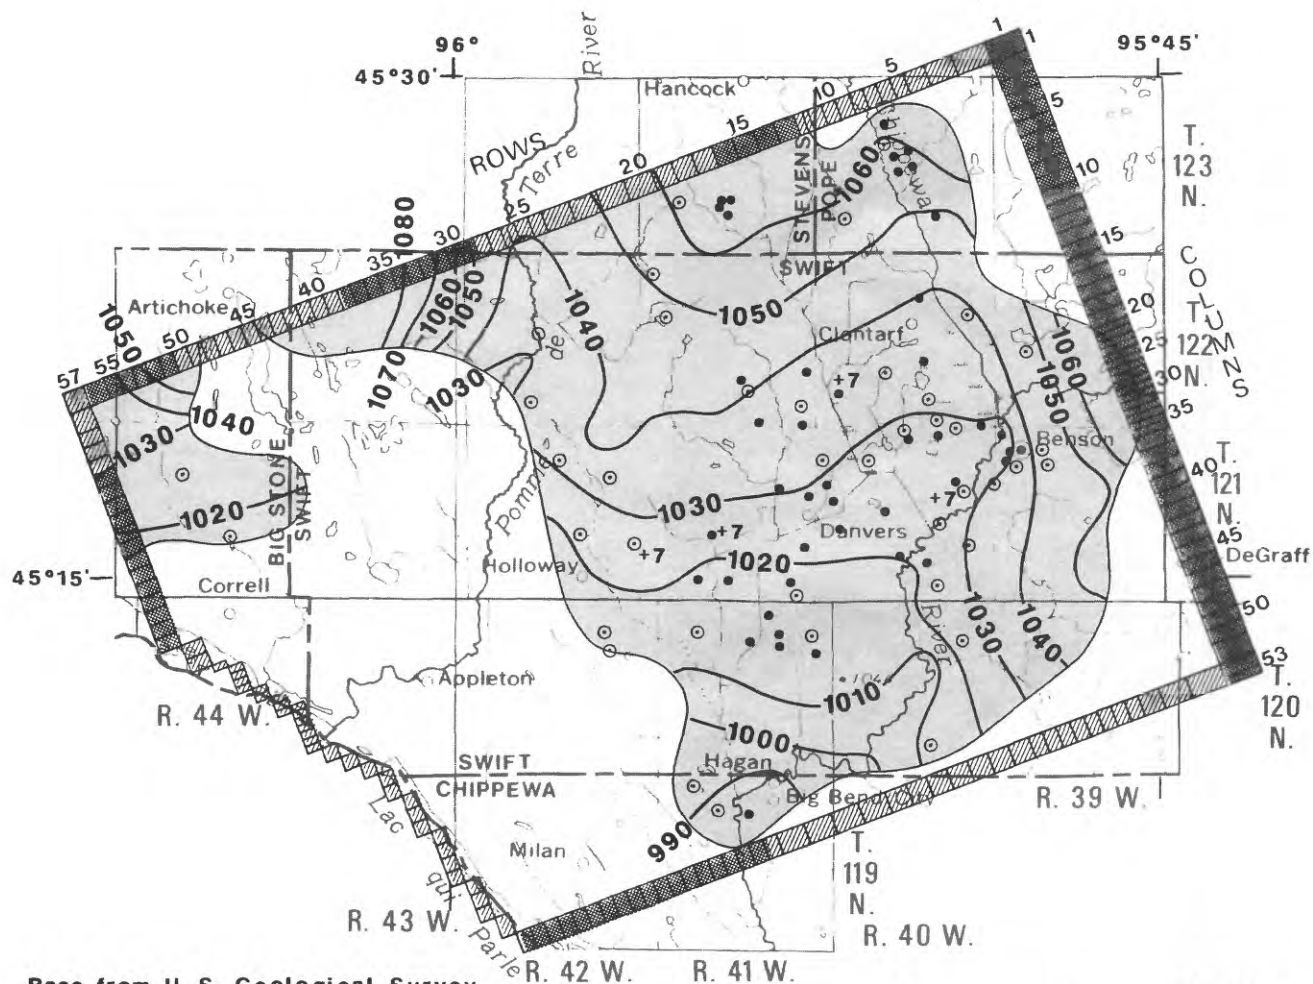 96°
95°45'
45°30'
River
Hancock
1
1
5
10
15
20
25
30
35
40
45
50
55
57
ROWS
Terre
STEVENS
POPE
Chippewa
1060
5
10
15
20
25
30
35
40
45
50
53
COLUMNS
T.
123
N.
T.
122
N.
T.
121
N.
T.
120
N.
SWIFT
1080
1060
1050
1070
1030
1040
1050
Clontarf
1060
1050
Artichoke
1050
1040
1030
1020
BIG STONE
SWIFT
+7
Benson
de
Pomme
1030
+7
Danvers
+7
+7
1020
Holloway
45°15'
Correll
DeGraff
River
1030
1040
Appleton
1010
R. 44 W.
1000
SWIFT
CHIPPEWA
Hagan
Big Bend City
R. 39 W.
990
Milan
Lac
qui
Parle
T.
119
N.
R. 43 W.
R. 40 W.
R. 42 W.
R. 41 W.
Base from U. S. Geological Survey